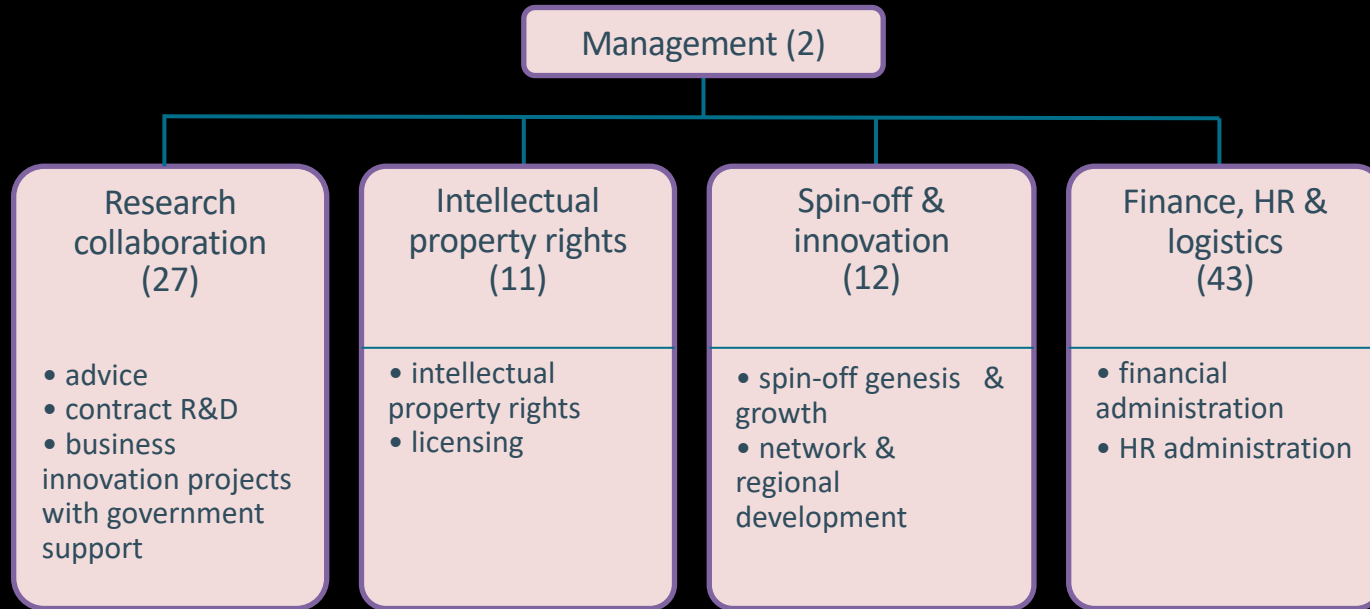 Management (2)
Research
collaboration
(27)
• advice
• contract R&D
• business
innovation projects
with government
support
Intellectual
property rights
(11)
• intellectual
property rights
• licensing
Spin-off &
innovation
(12)
• spin-off genesis & 
growth
• network &
regional
development
Finance, HR &
logistics
(43)
• financial
administration
• HR administration